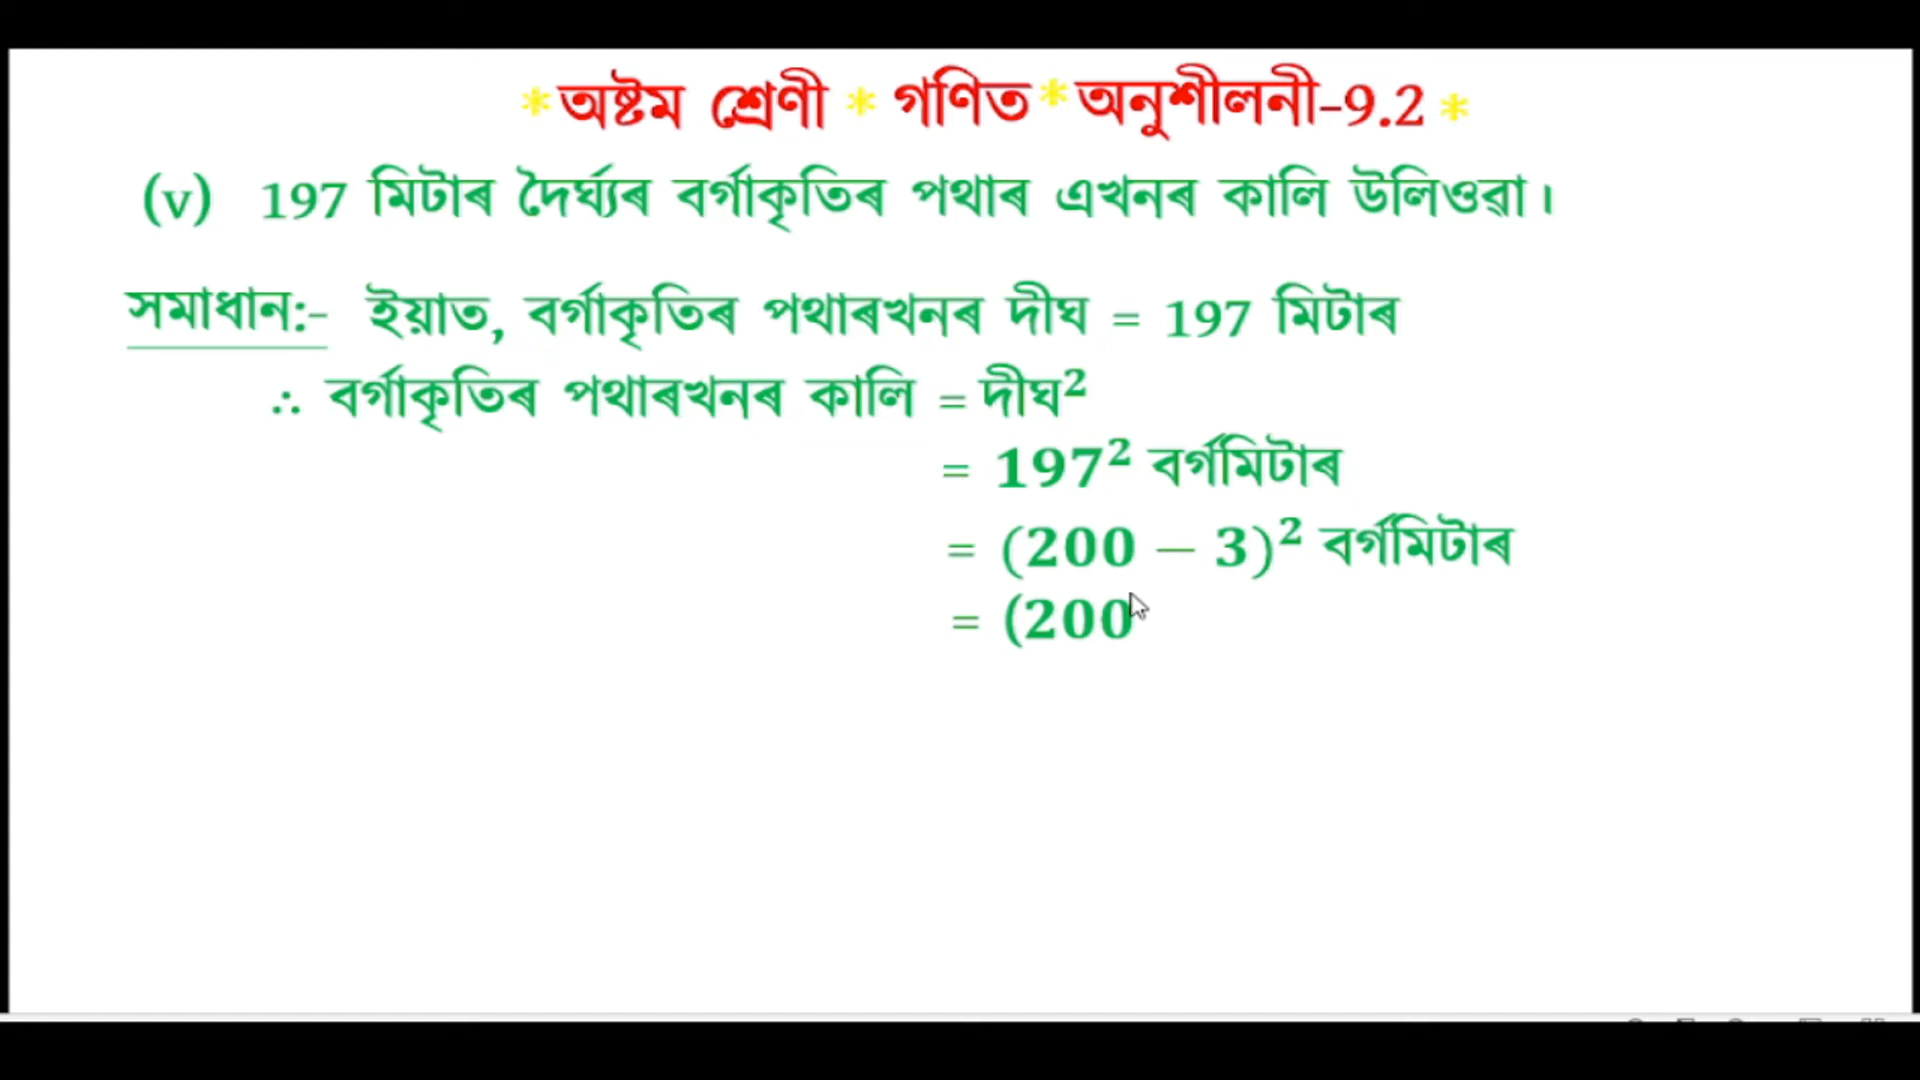 *অষ্টম শ্ৰেণী * গণিত * অনুশীলনী-9.2 *
(v) 197 মিটাৰ দৈৰ্ঘ্যৰ বৰ্গাকৃতিৰ পথাৰ এখনৰ কালি উলিওৱা।
সমাধান:- ইয়াত, বৰ্গাকৃতিৰ পথাৰখনৰ দীঘ = 197 মিটাৰ
∴ বৰ্গাকৃতিৰ পথাৰখনৰ কালি = দীঘ²
= 197² বৰ্গমিটাৰ
= (200 − 3)² বৰ্গমিটাৰ
= (200